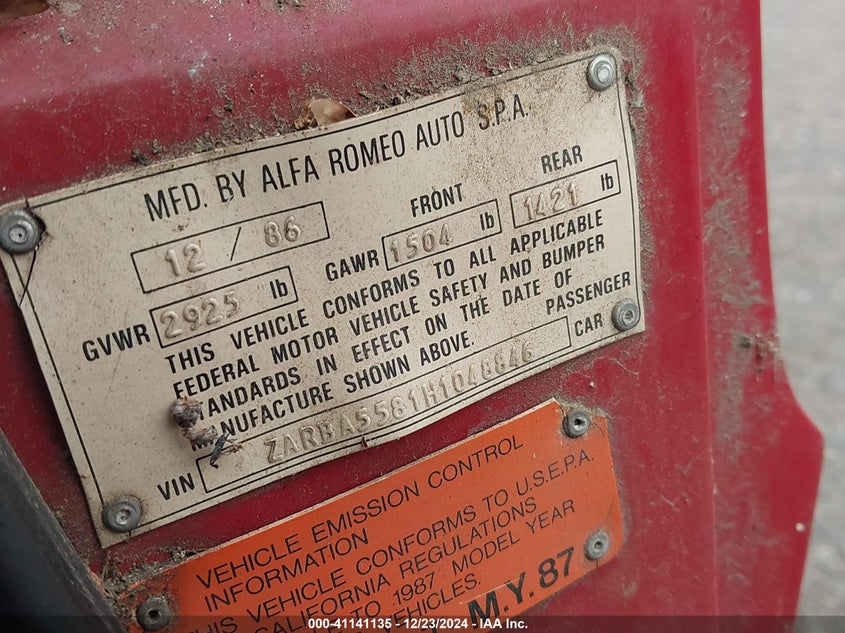 MFD. BY ALFA ROMEO AUTO S.P.A.
12 / 86
FRONT REAR
GVWR 2925 lb GAWR 1504 lb 1421 lb
THIS VEHICLE CONFORMS TO ALL APPLICABLE
FEDERAL MOTOR VEHICLE SAFETY AND BUMPER
STANDARDS IN EFFECT ON THE DATE OF
MANUFACTURE SHOWN ABOVE. PASSENGER
VIN ZARBA5581H1048846 CAR
VEHICLE EMISSION CONTROL
INFORMATION
THIS VEHICLE CONFORMS TO U.S.E.P.A.
CALIFORNIA REGULATIONS
TO 1987 MODEL YEAR
VEHICLES.
M.Y. 87
000-41141135 - 12/23/2024 - IAA Inc.